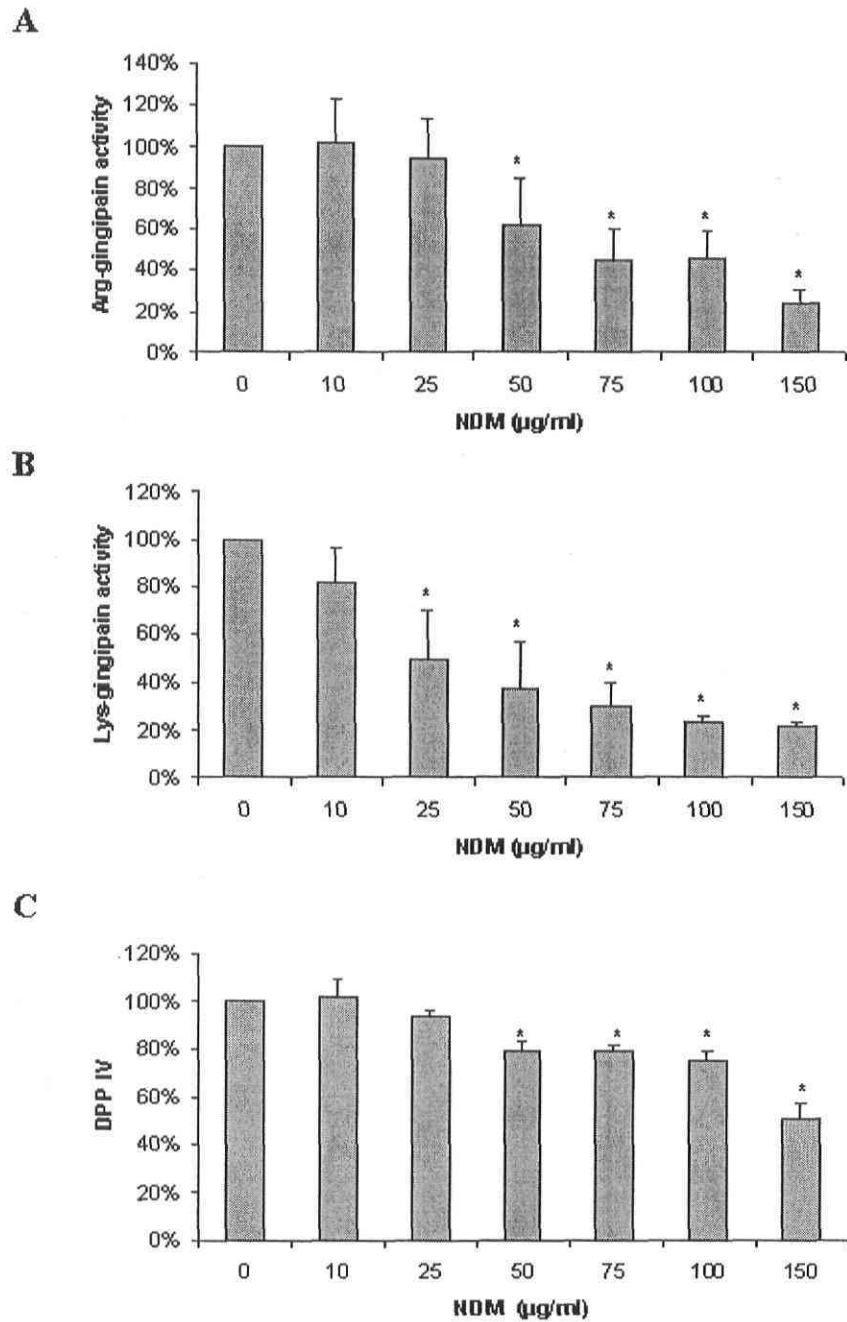 A
140%
120%
100%
80%
60%
40%
20%
0%
Arg-gingipain activity
* * * *
0 10 25 50 75 100 150
NDM (µg/ml)
B
120%
100%
80%
60%
40%
20%
0%
Lys-gingipain activity
* * * * *
0 10 25 50 75 100 150
NDM (µg/ml)
C
120%
100%
80%
60%
40%
20%
0%
DPP IV
* * * *
0 10 25 50 75 100 150
NDM (µg/ml)